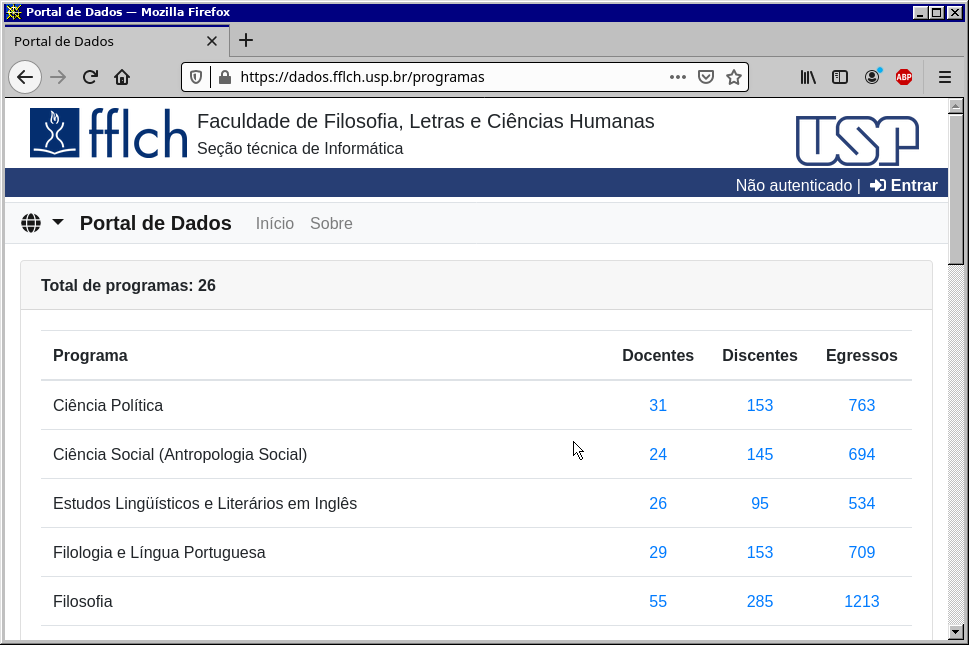 Portal de Dados — Mozilla Firefox
Portal de Dados
https://dados.fflch.usp.br/programas
ABP
fflch
Faculdade de Filosofia, Letras e Ciências Humanas
Seção técnica de Informática
USP
Não autenticado | Entrar
Portal de Dados Início Sobre
Total de programas: 26
Programa Docentes Discentes Egressos
Ciência Política 31 153 763
Ciência Social (Antropologia Social) 24 145 694
Estudos Lingüísticos e Literários em Inglês 26 95 534
Filologia e Língua Portuguesa 29 153 709
Filosofia 55 285 1213